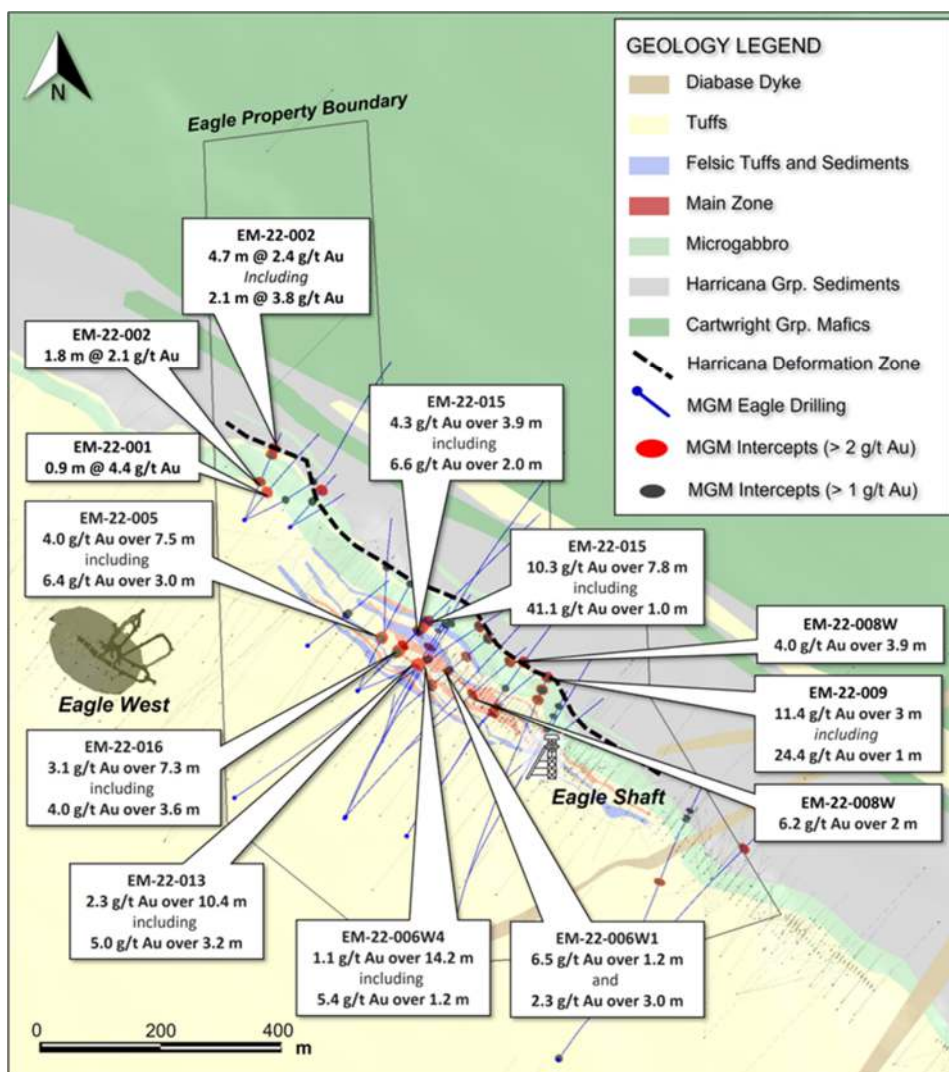 GEOLOGY LEGEND
Diabase Dyke
Tuffs
Felsic Tuffs and Sediments
Main Zone
Microgabbro
Harricana Grp. Sediments
Cartwright Grp. Mafics
Harricana Deformation Zone
MGM Eagle Drilling
MGM Intercepts (> 2 g/t Au)
MGM Intercepts (> 1 g/t Au)
N
Eagle Property Boundary
EM-22-002
4.7 m @ 2.4 g/t Au
Including
2.1 m @ 3.8 g/t Au
EM-22-002
1.8 m @ 2.1 g/t Au
EM-22-001
0.9 m @ 4.4 g/t Au
EM-22-015
4.3 g/t Au over 3.9 m
including
6.6 g/t Au over 2.0 m
EM-22-005
4.0 g/t Au over 7.5 m
including
6.4 g/t Au over 3.0 m
EM-22-015
10.3 g/t Au over 7.8 m
including
41.1 g/t Au over 1.0 m
EM-22-008W
4.0 g/t Au over 3.9 m
EM-22-009
11.4 g/t Au over 3 m
including
24.4 g/t Au over 1 m
EM-22-008W
6.2 g/t Au over 2 m
Eagle West
Eagle Shaft
EM-22-016
3.1 g/t Au over 7.3 m
including
4.0 g/t Au over 3.6 m
EM-22-013
2.3 g/t Au over 10.4 m
including
5.0 g/t Au over 3.2 m
EM-22-006W4
1.1 g/t Au over 14.2 m
including
5.4 g/t Au over 1.2 m
EM-22-006W1
6.5 g/t Au over 1.2 m
and
2.3 g/t Au over 3.0 m
0 200 400
m